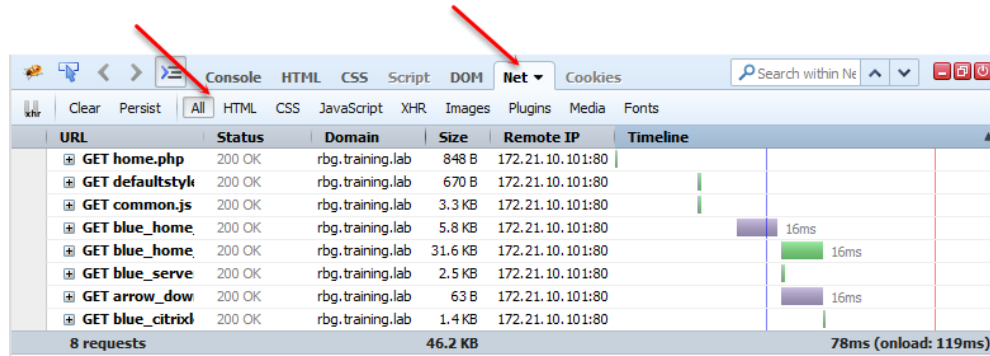 Console HTML CSS Script DOM Net Cookies Search within Ne
xhr Clear Persist All HTML CSS JavaScript XHR Images Plugins Media Fonts
URL Status Domain Size Remote IP Timeline
GET home.php 200 OK rbg.training.lab 848 B 172.21.10.101:80
GET defaultstyle 200 OK rbg.training.lab 670 B 172.21.10.101:80
GET common.js 200 OK rbg.training.lab 3.3 KB 172.21.10.101:80
GET blue_home_ 200 OK rbg.training.lab 5.8 KB 172.21.10.101:80 16ms
GET blue_home_ 200 OK rbg.training.lab 31.6 KB 172.21.10.101:80 16ms
GET blue_serve 200 OK rbg.training.lab 2.5 KB 172.21.10.101:80
GET arrow_dow 200 OK rbg.training.lab 63 B 172.21.10.101:80 16ms
GET blue_citrixl 200 OK rbg.training.lab 1.4 KB 172.21.10.101:80
8 requests 46.2 KB 78ms (onload: 119ms)